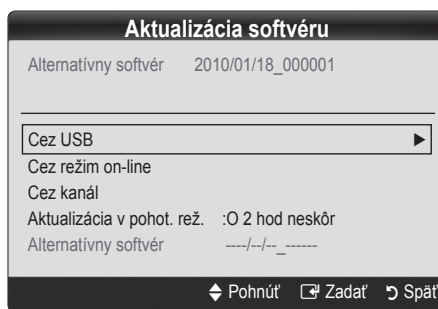 Aktualizácia softvéru
Alternatívny softvér 2010/01/18_000001
Cez USB
Cez režim on-line
Cez kanál
Aktualizácia v pohot. rež. :O 2 hod neskôr
Alternatívny softvér ----/--/--_------
Pohnúť Zadať Späť